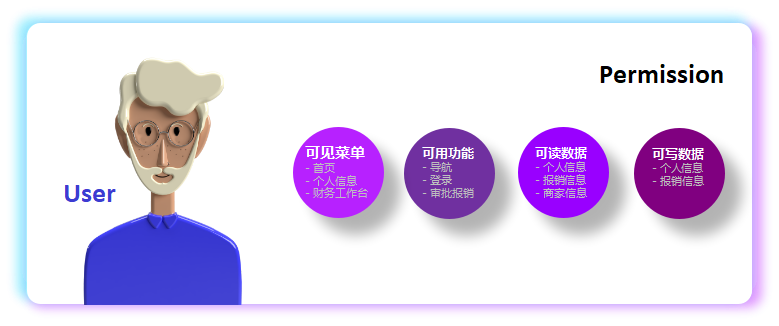 Permission
User
可见菜单
- 首页
- 个人信息
- 财务工作台
可用功能
- 导航
- 登录
- 审批报销
可读数据
- 个人信息
- 报销信息
- 商家信息
可写数据
- 个人信息
- 报销信息